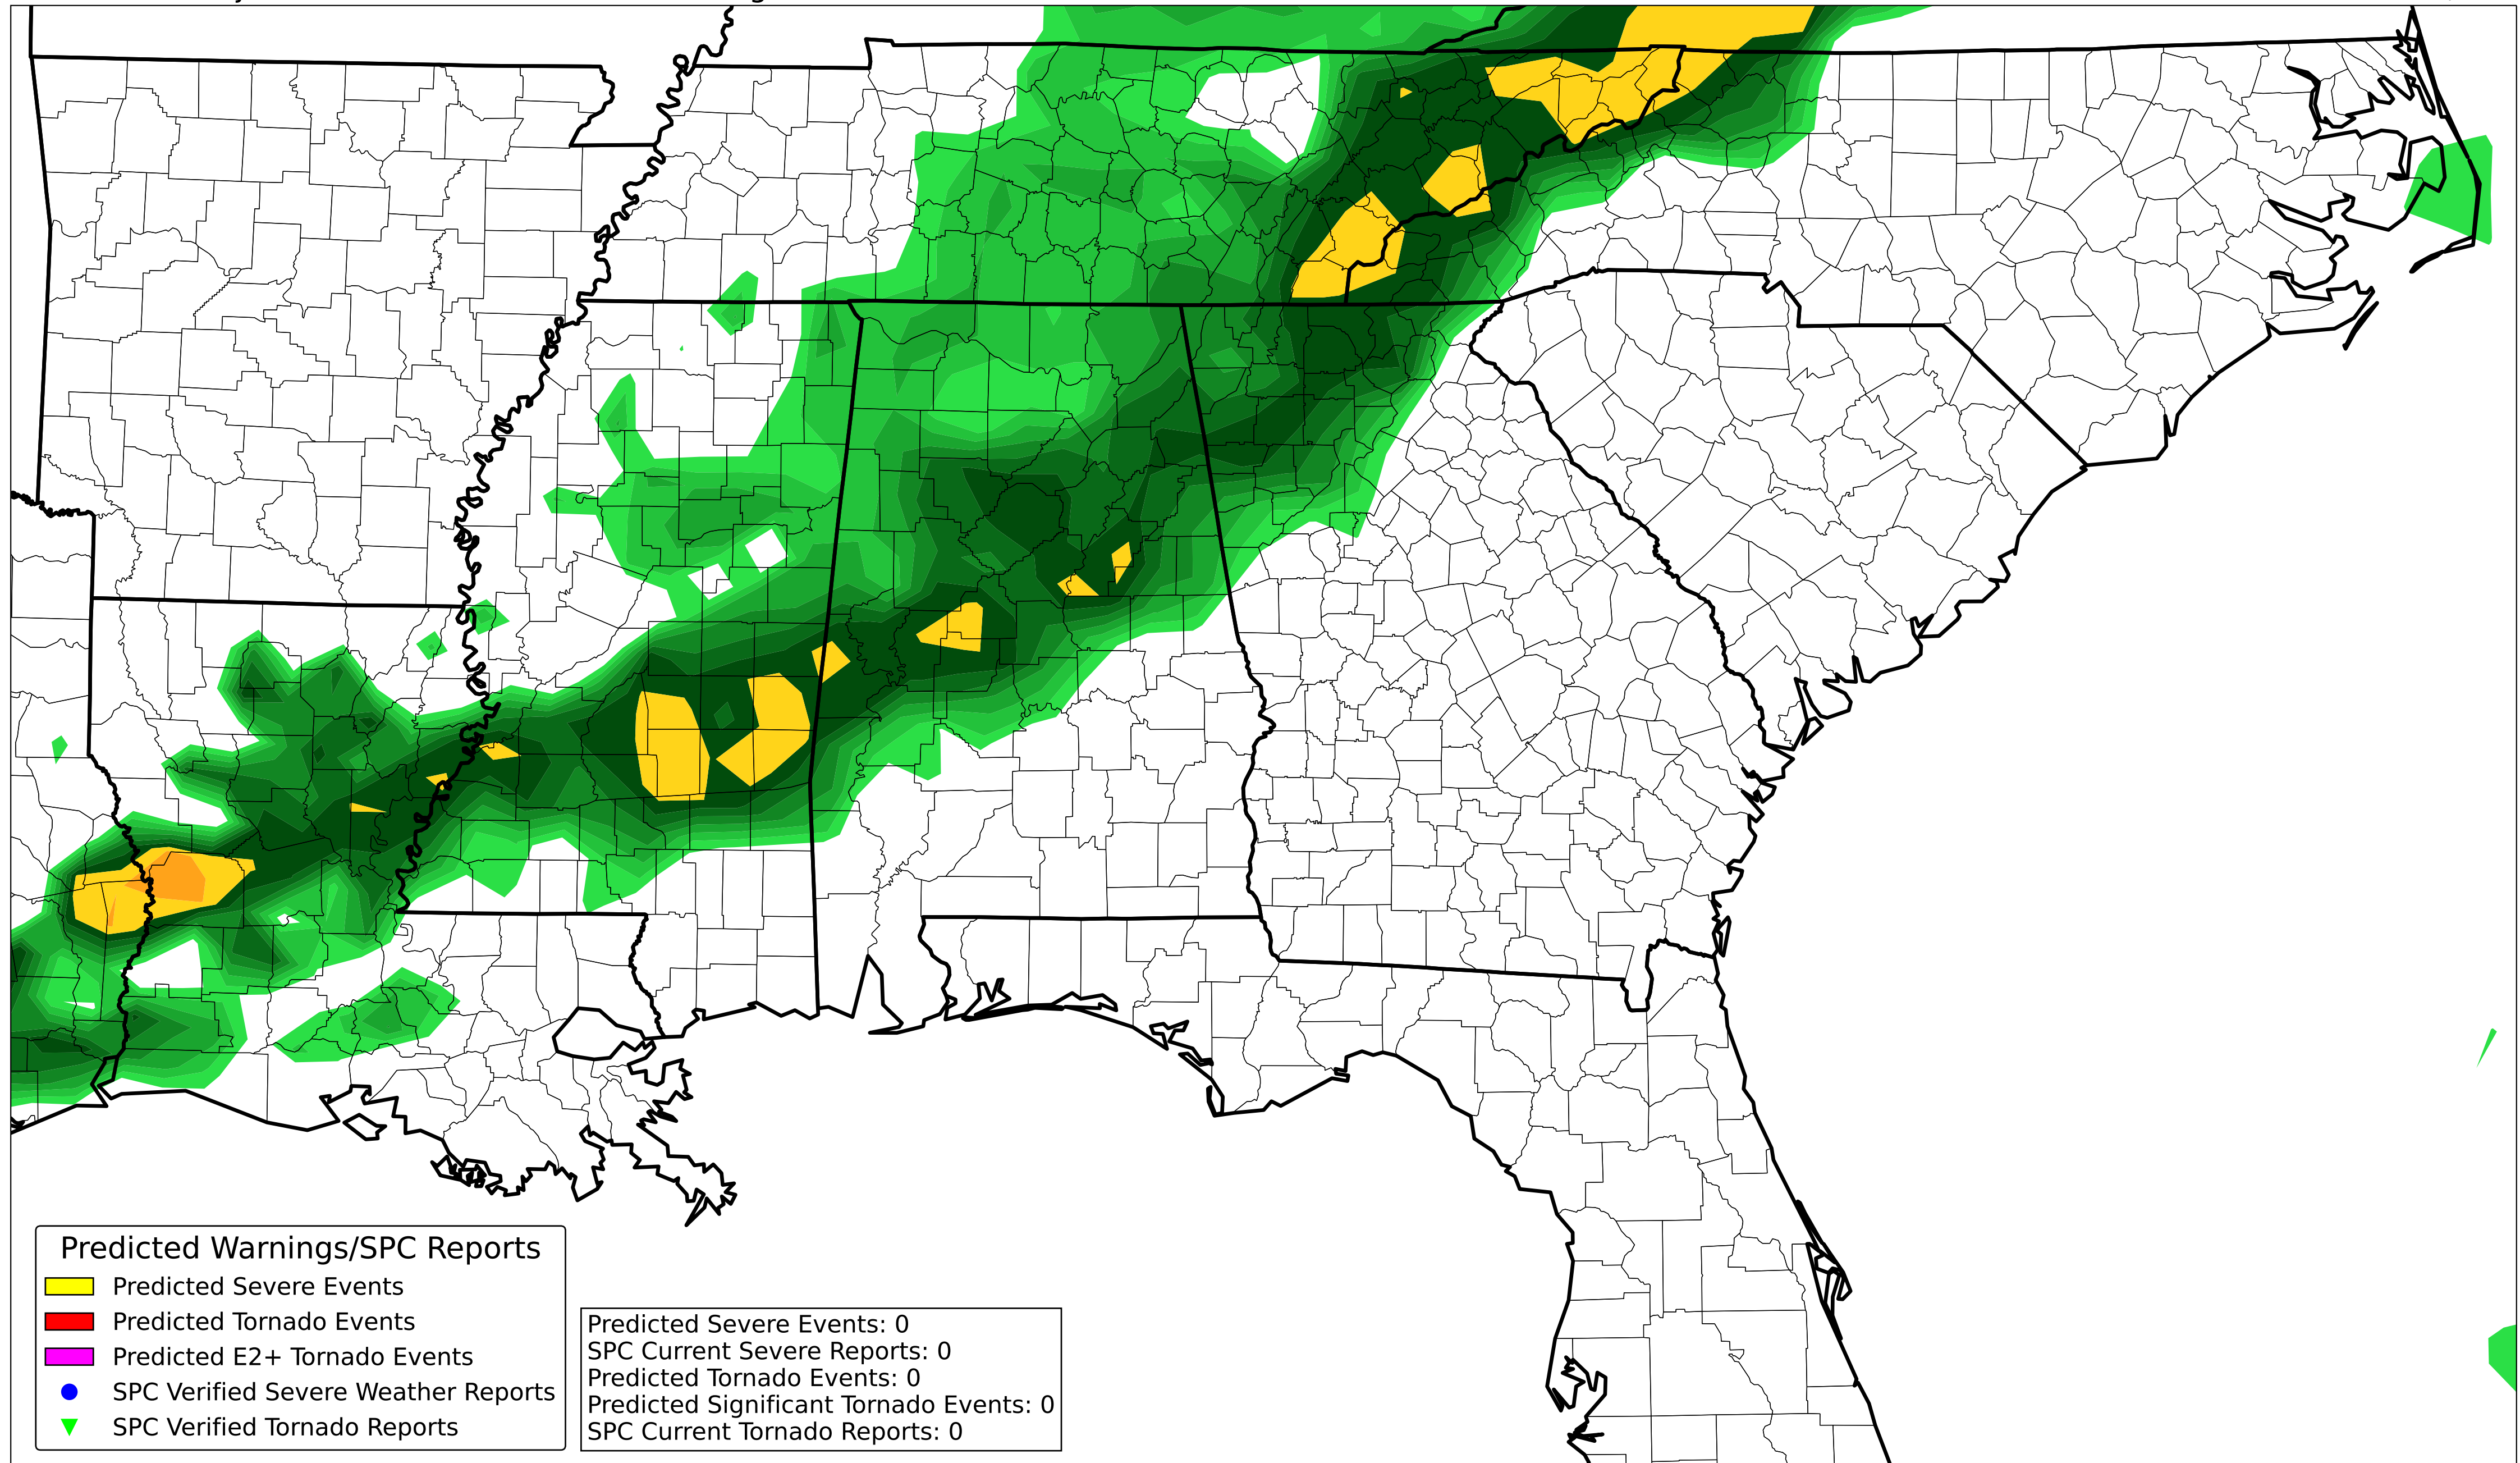 Predicted Warnings/SPC Reports
Predicted Severe Events
Predicted Tornado Events
Predicted E2+ Tornado Events
SPC Verified Severe Weather Reports
SPC Verified Tornado Reports
Predicted Severe Events: 0
SPC Current Severe Reports: 0
Predicted Tornado Events: 0
Predicted Significant Tornado Events: 0
SPC Current Tornado Reports: 0